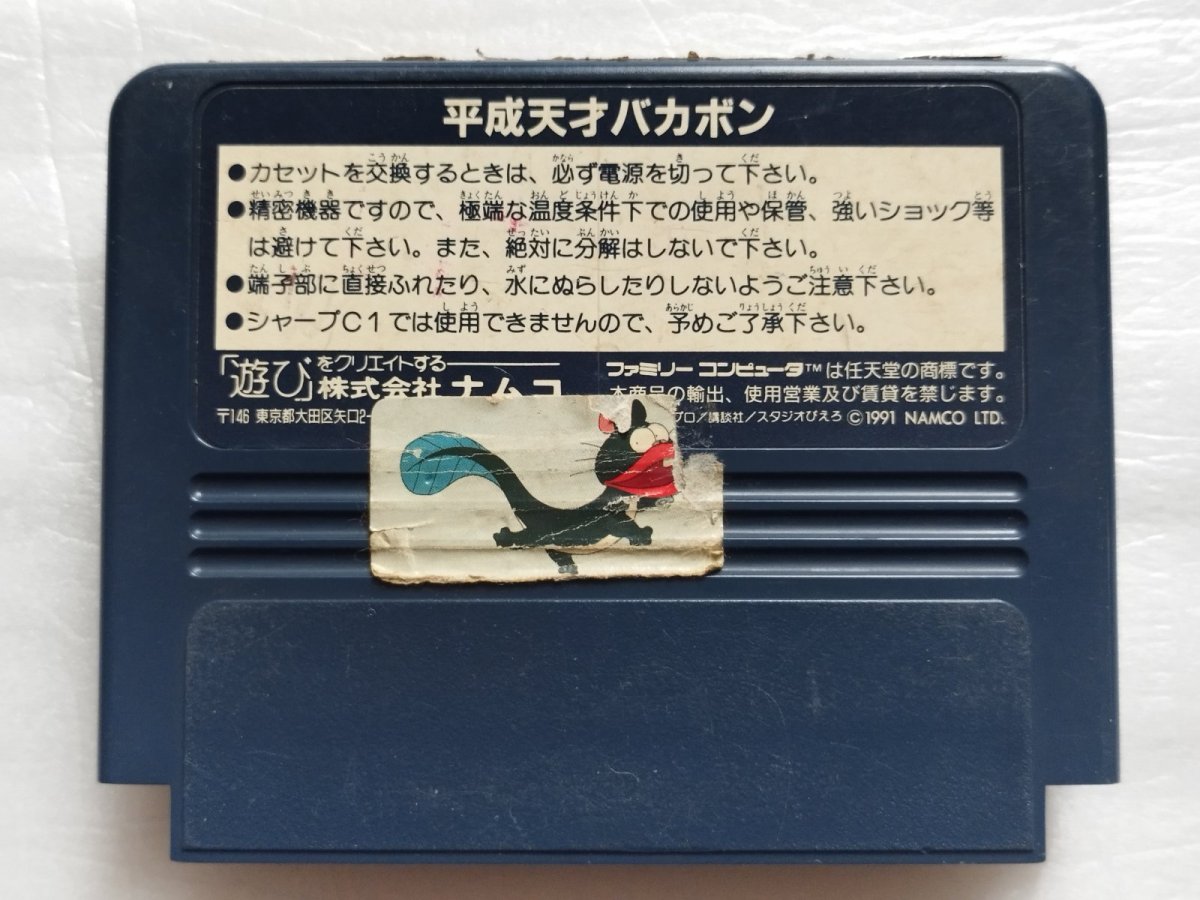 平成天才バカボン
●カセットを交換するときは、必ず電源を切って下さい。
●精密機器ですので、極端な温度条件下での使用や保管、強いショック等
は避けて下さい。また、絶対に分解はしないで下さい。
●端子部に直接ふれたり、水にぬらしたりしないようご注意下さい。
●シャープC1では使用できませんので、予めご了承下さい。
「遊び」をクリエイトする
株式会社 ナムコ
〒146 東京都大田区矢口2-
ファミリー コンピュータ™は任天堂の商標です。
本商品の輸出、使用営業及び賃貸を禁じます。
プロ/講談社/スタジオぴえろ ©1991 NAMCO LTD.